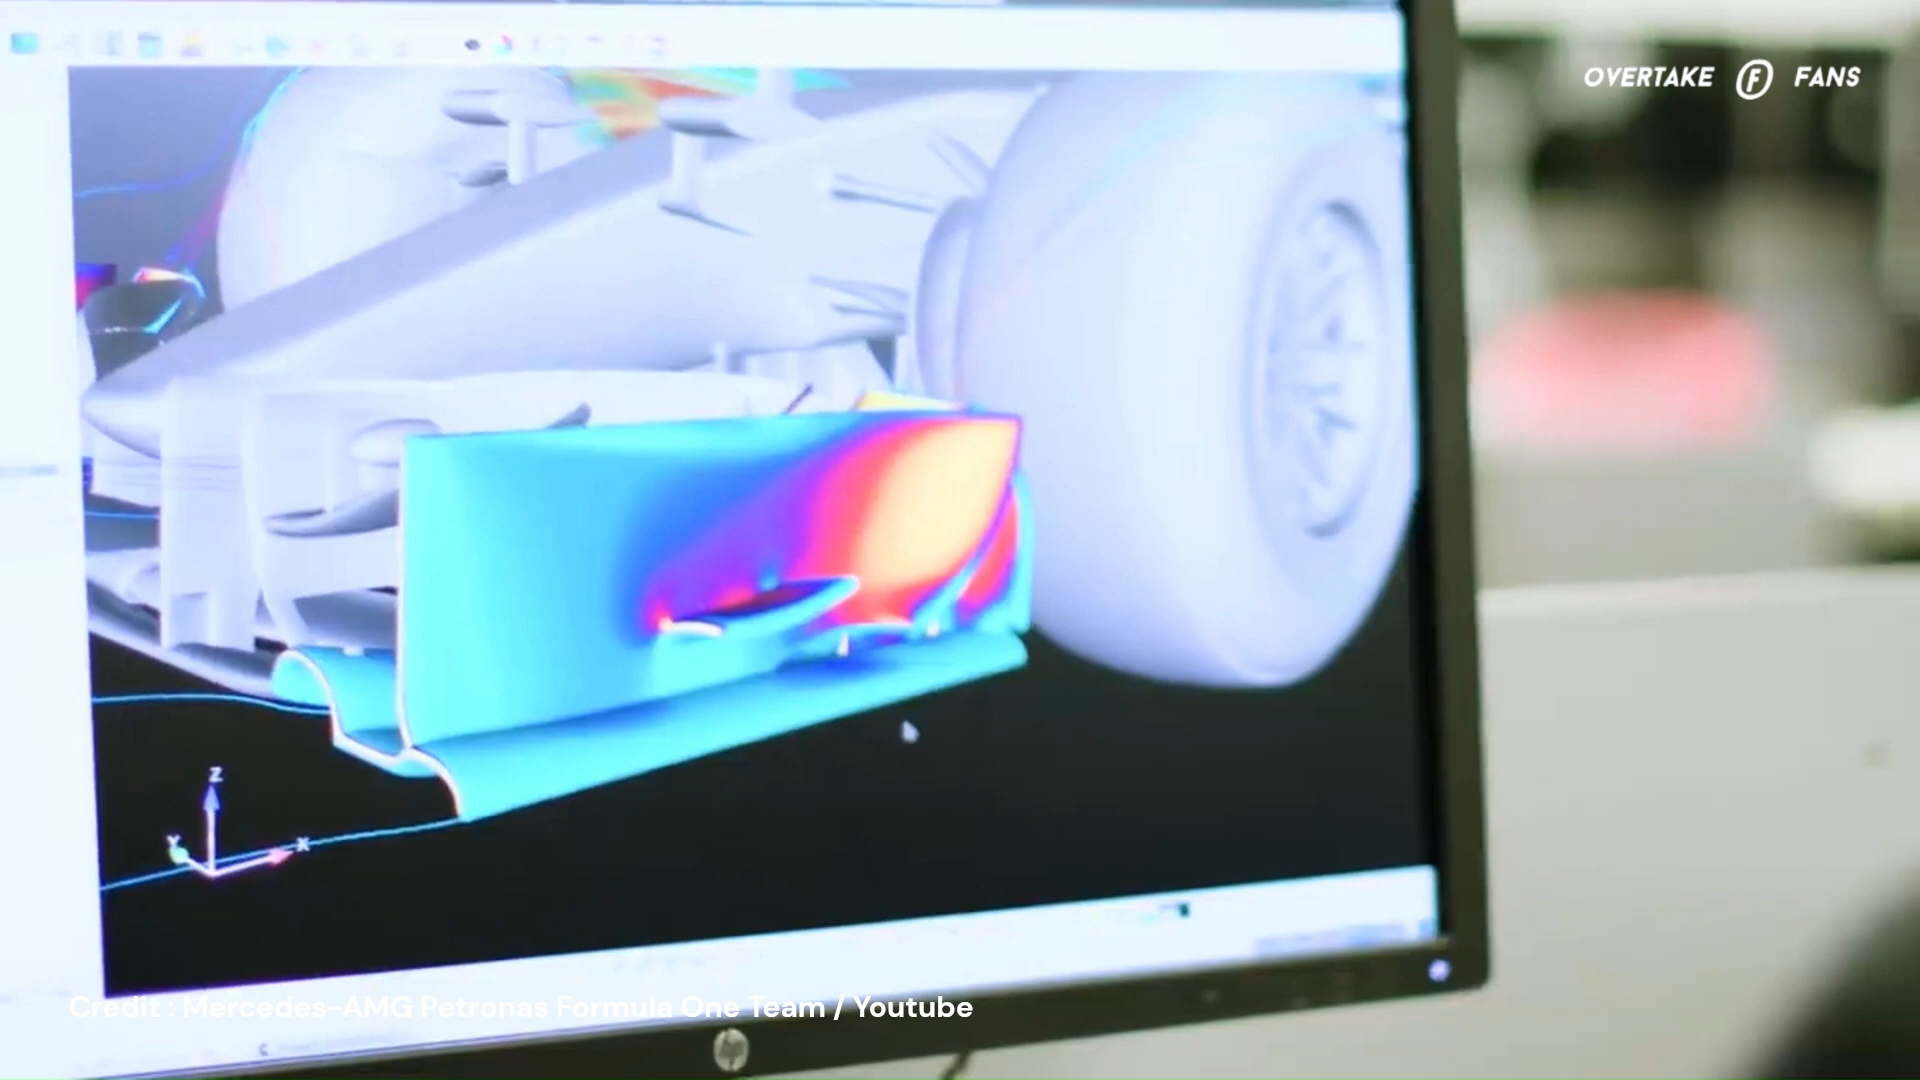 OVERTAKE F FANS
Z
Y
X
Credit : Mercedes-AMG Petronas Formula One Team / Youtube
hp